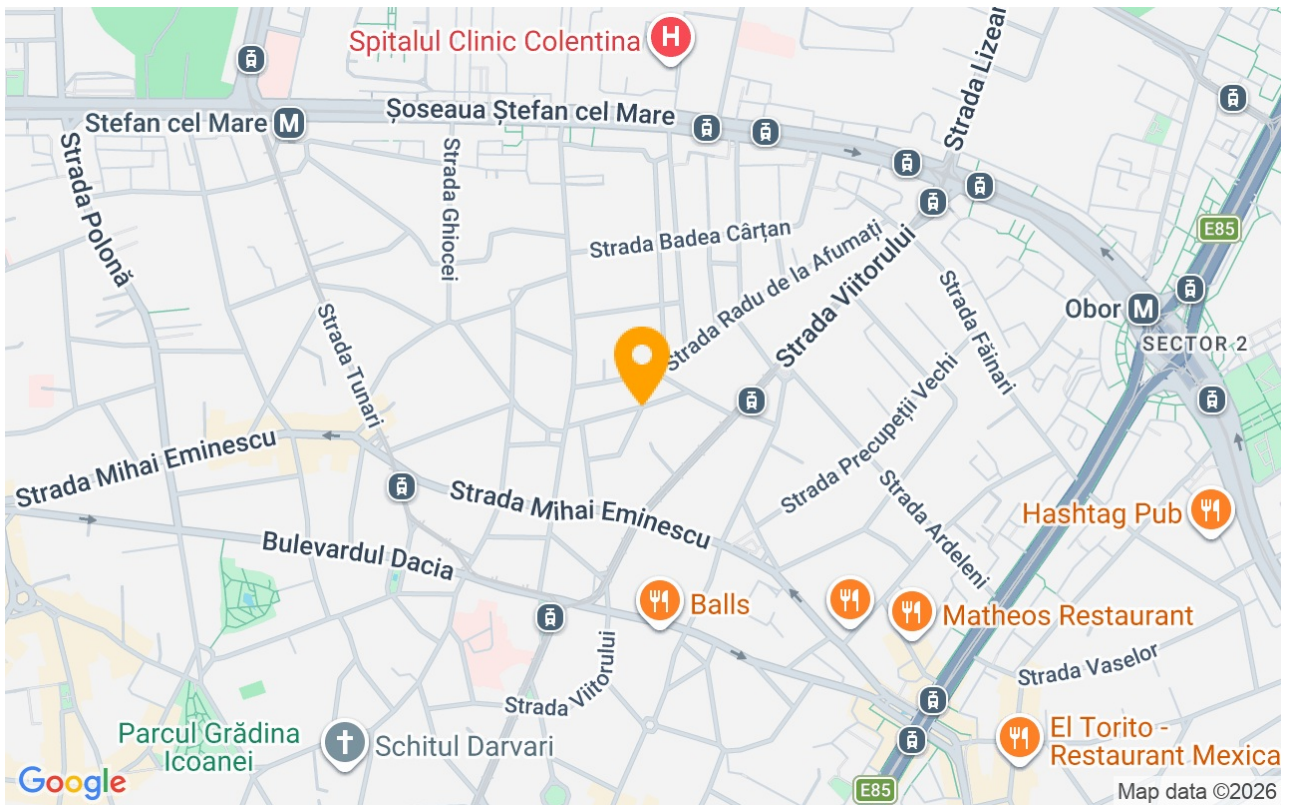 Spitalul Clinic Colentina
H
Strada Lizear
Șoseaua Ștefan cel Mare
Stefan cel Mare
M
Strada Polonă
Strada Ghiocei
Strada Badea Cârțan
Strada Radu de la Afumați
Strada Viitorului
E85
Strada Făinari
Obor
M
SECTOR 2
Strada Tunari
Strada Precupeții Vechi
Strada Mihai Eminescu
Strada Mihai Eminescu
Strada Ardeleni
Hashtag Pub
Bulevardul Dacia
Balls
Matheos Restaurant
Strada Vaselor
Strada Viitorului
Parcul Grădina
Icoanei
Schitul Darvari
El Torito -
Restaurant Mexica
Google
E85
Map data ©2026